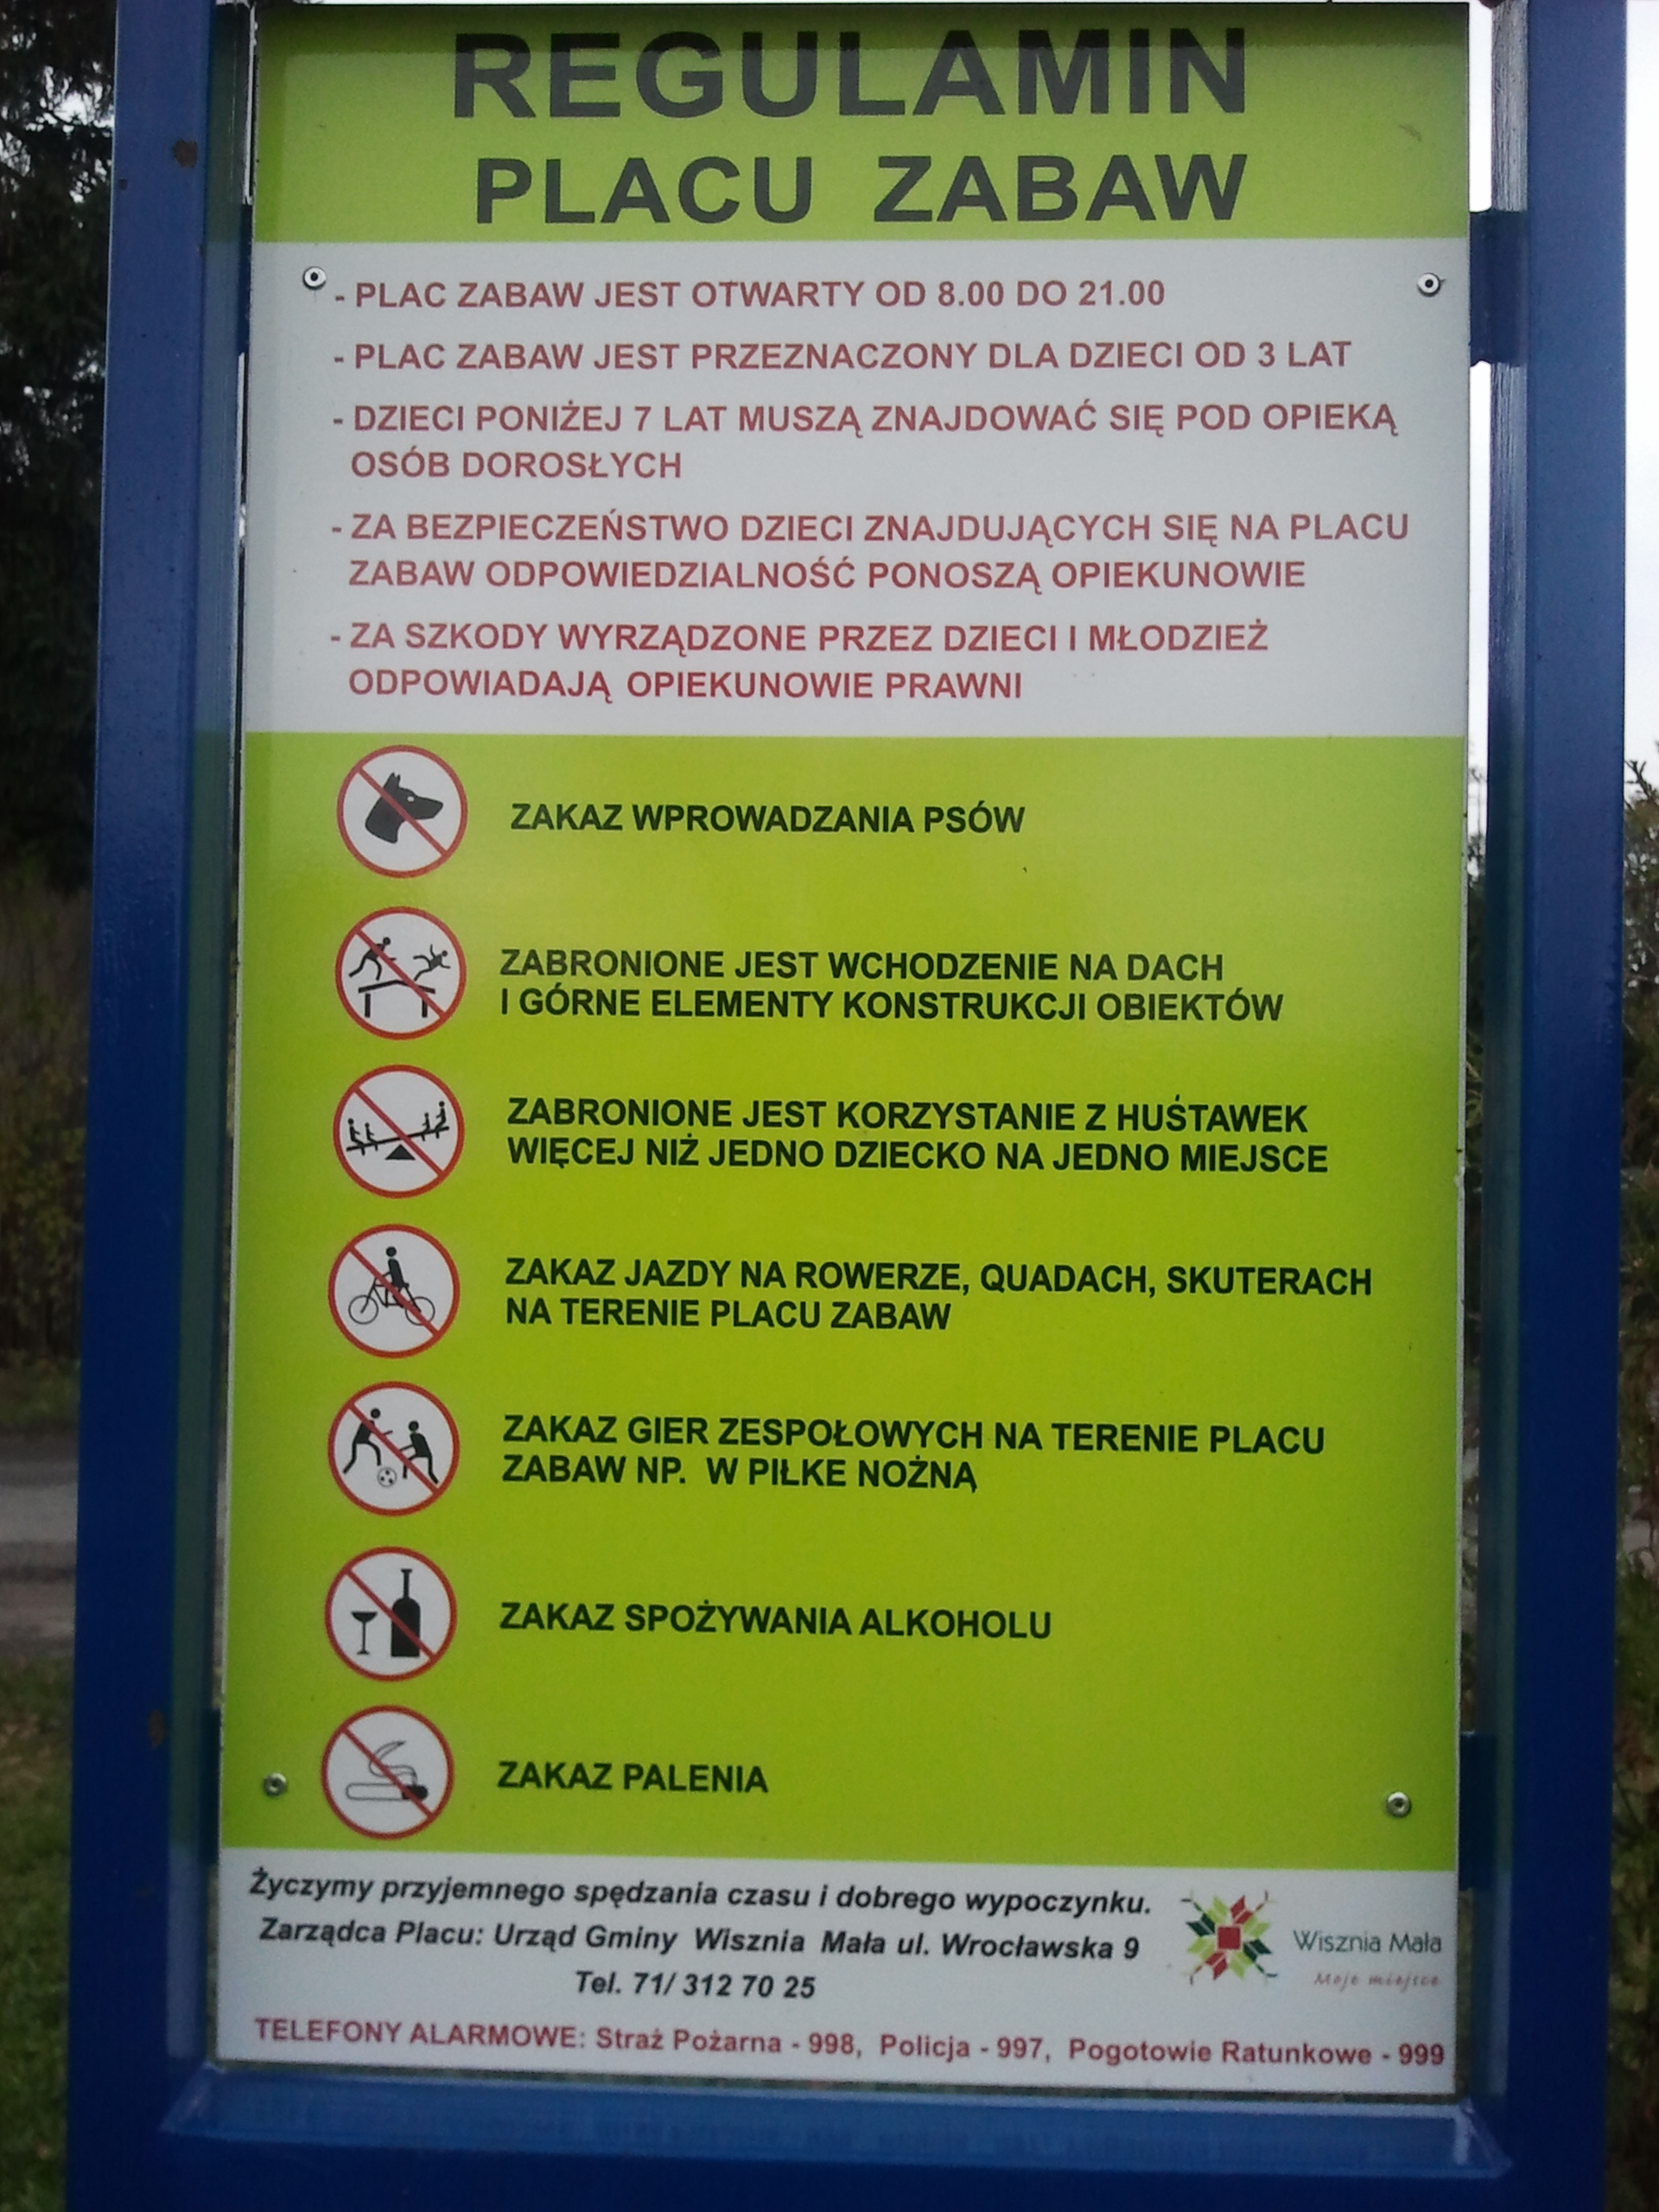 REGULAMIN
PLACU ZABAW
- PLAC ZABAW JEST OTWARTY OD 8.00 DO 21.00
- PLAC ZABAW JEST PRZEZNACZONY DLA DZIECI OD 3 LAT
- DZIECI PONIŻEJ 7 LAT MUSZĄ ZNAJDOWAĆ SIĘ POD OPIEKĄ
OSÓB DOROSŁYCH
- ZA BEZPIECZEŃSTWO DZIECI ZNAJDUJĄCYCH SIĘ NA PLACU
ZABAW ODPOWIEDZIALNOŚĆ PONOSZĄ OPIEKUNOWIE
- ZA SZKODY WYRZĄDZONE PRZEZ DZIECI I MŁODZIEŻ
ODPOWIADAJĄ OPIEKUNOWIE PRAWNI
ZAKAZ WPROWADZANIA PSÓW
ZABRONIONE JEST WCHODZENIE NA DACH
I GÓRNE ELEMENTY KONSTRUKCJI OBIEKTÓW
ZABRONIONE JEST KORZYSTANIE Z HUŚTAWEK
WIĘCEJ NIŻ JEDNO DZIECKO NA JEDNO MIEJSCE
ZAKAZ JAZDY NA ROWERZE, QUADACH, SKUTERACH
NA TERENIE PLACU ZABAW
ZAKAZ GIER ZESPOŁOWYCH NA TERENIE PLACU
ZABAW NP. W PIŁKE NOŻNĄ
ZAKAZ SPOŻYWANIA ALKOHOLU
ZAKAZ PALENIA
Życzymy przyjemnego spędzania czasu i dobrego wypoczynku.
Zarządca Placu: Urząd Gminy Wisznia Mała ul. Wrocławska 9
Tel. 71/ 312 70 25
Wisznia Mała
Moje miejsce
TELEFONY ALARMOWE: Straż Pożarna - 998, Policja - 997, Pogotowie Ratunkowe - 999